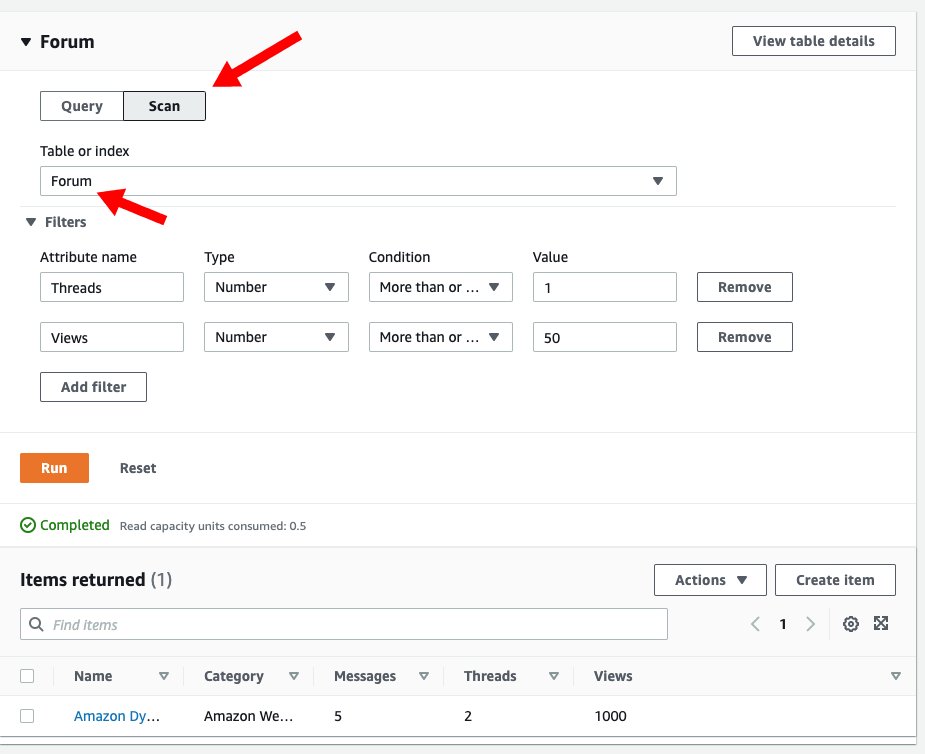 Forum View table details
Query Scan
Table or index
Forum
Filters
Attribute name Type Condition Value
Threads Number More than or ... 1 Remove
Views Number More than or ... 50 Remove
Add filter
Run Reset
Completed Read capacity units consumed: 0.5
Items returned (1) Actions Create item
Find items 1
Name Category Messages Threads Views
Amazon Dy... Amazon We... 5 2 1000